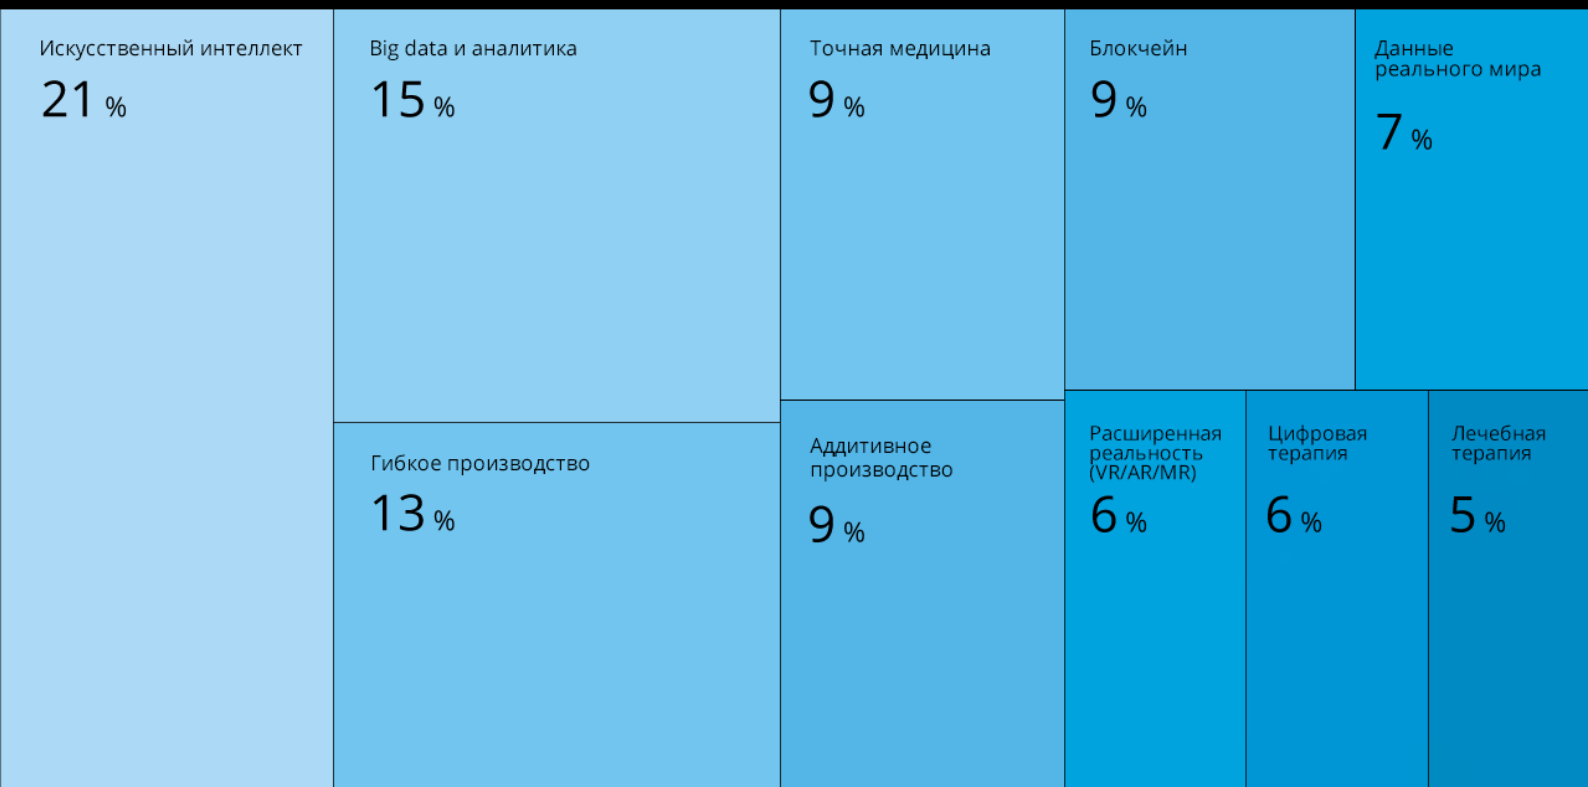 Искусственный интеллект
21 %
Big data и аналитика
15 %
Гибкое производство
13 %
Точная медицина
9 %
Аддитивное
производство
9 %
Блокчейн
9 %
Данные
реального мира
7 %
Расширенная
реальность
(VR/AR/MR)
6 %
Цифровая
терапия
6 %
Лечебная
терапия
5 %